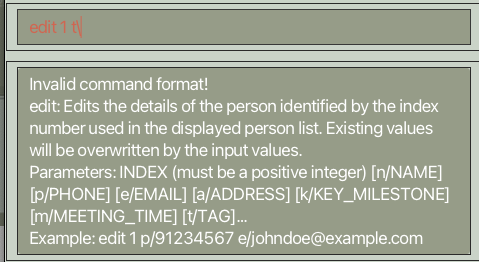 edit 1 t\
Invalid command format!
edit: Edits the details of the person identified by the index
number used in the displayed person list. Existing values
will be overwritten by the input values.
Parameters: INDEX (must be a positive integer) [n/NAME]
[p/PHONE] [e/EMAIL] [a/ADDRESS] [k/KEY_MILESTONE]
[m/MEETING_TIME] [t/TAG]...
Example: edit 1 p/91234567 e/johndoe@example.com